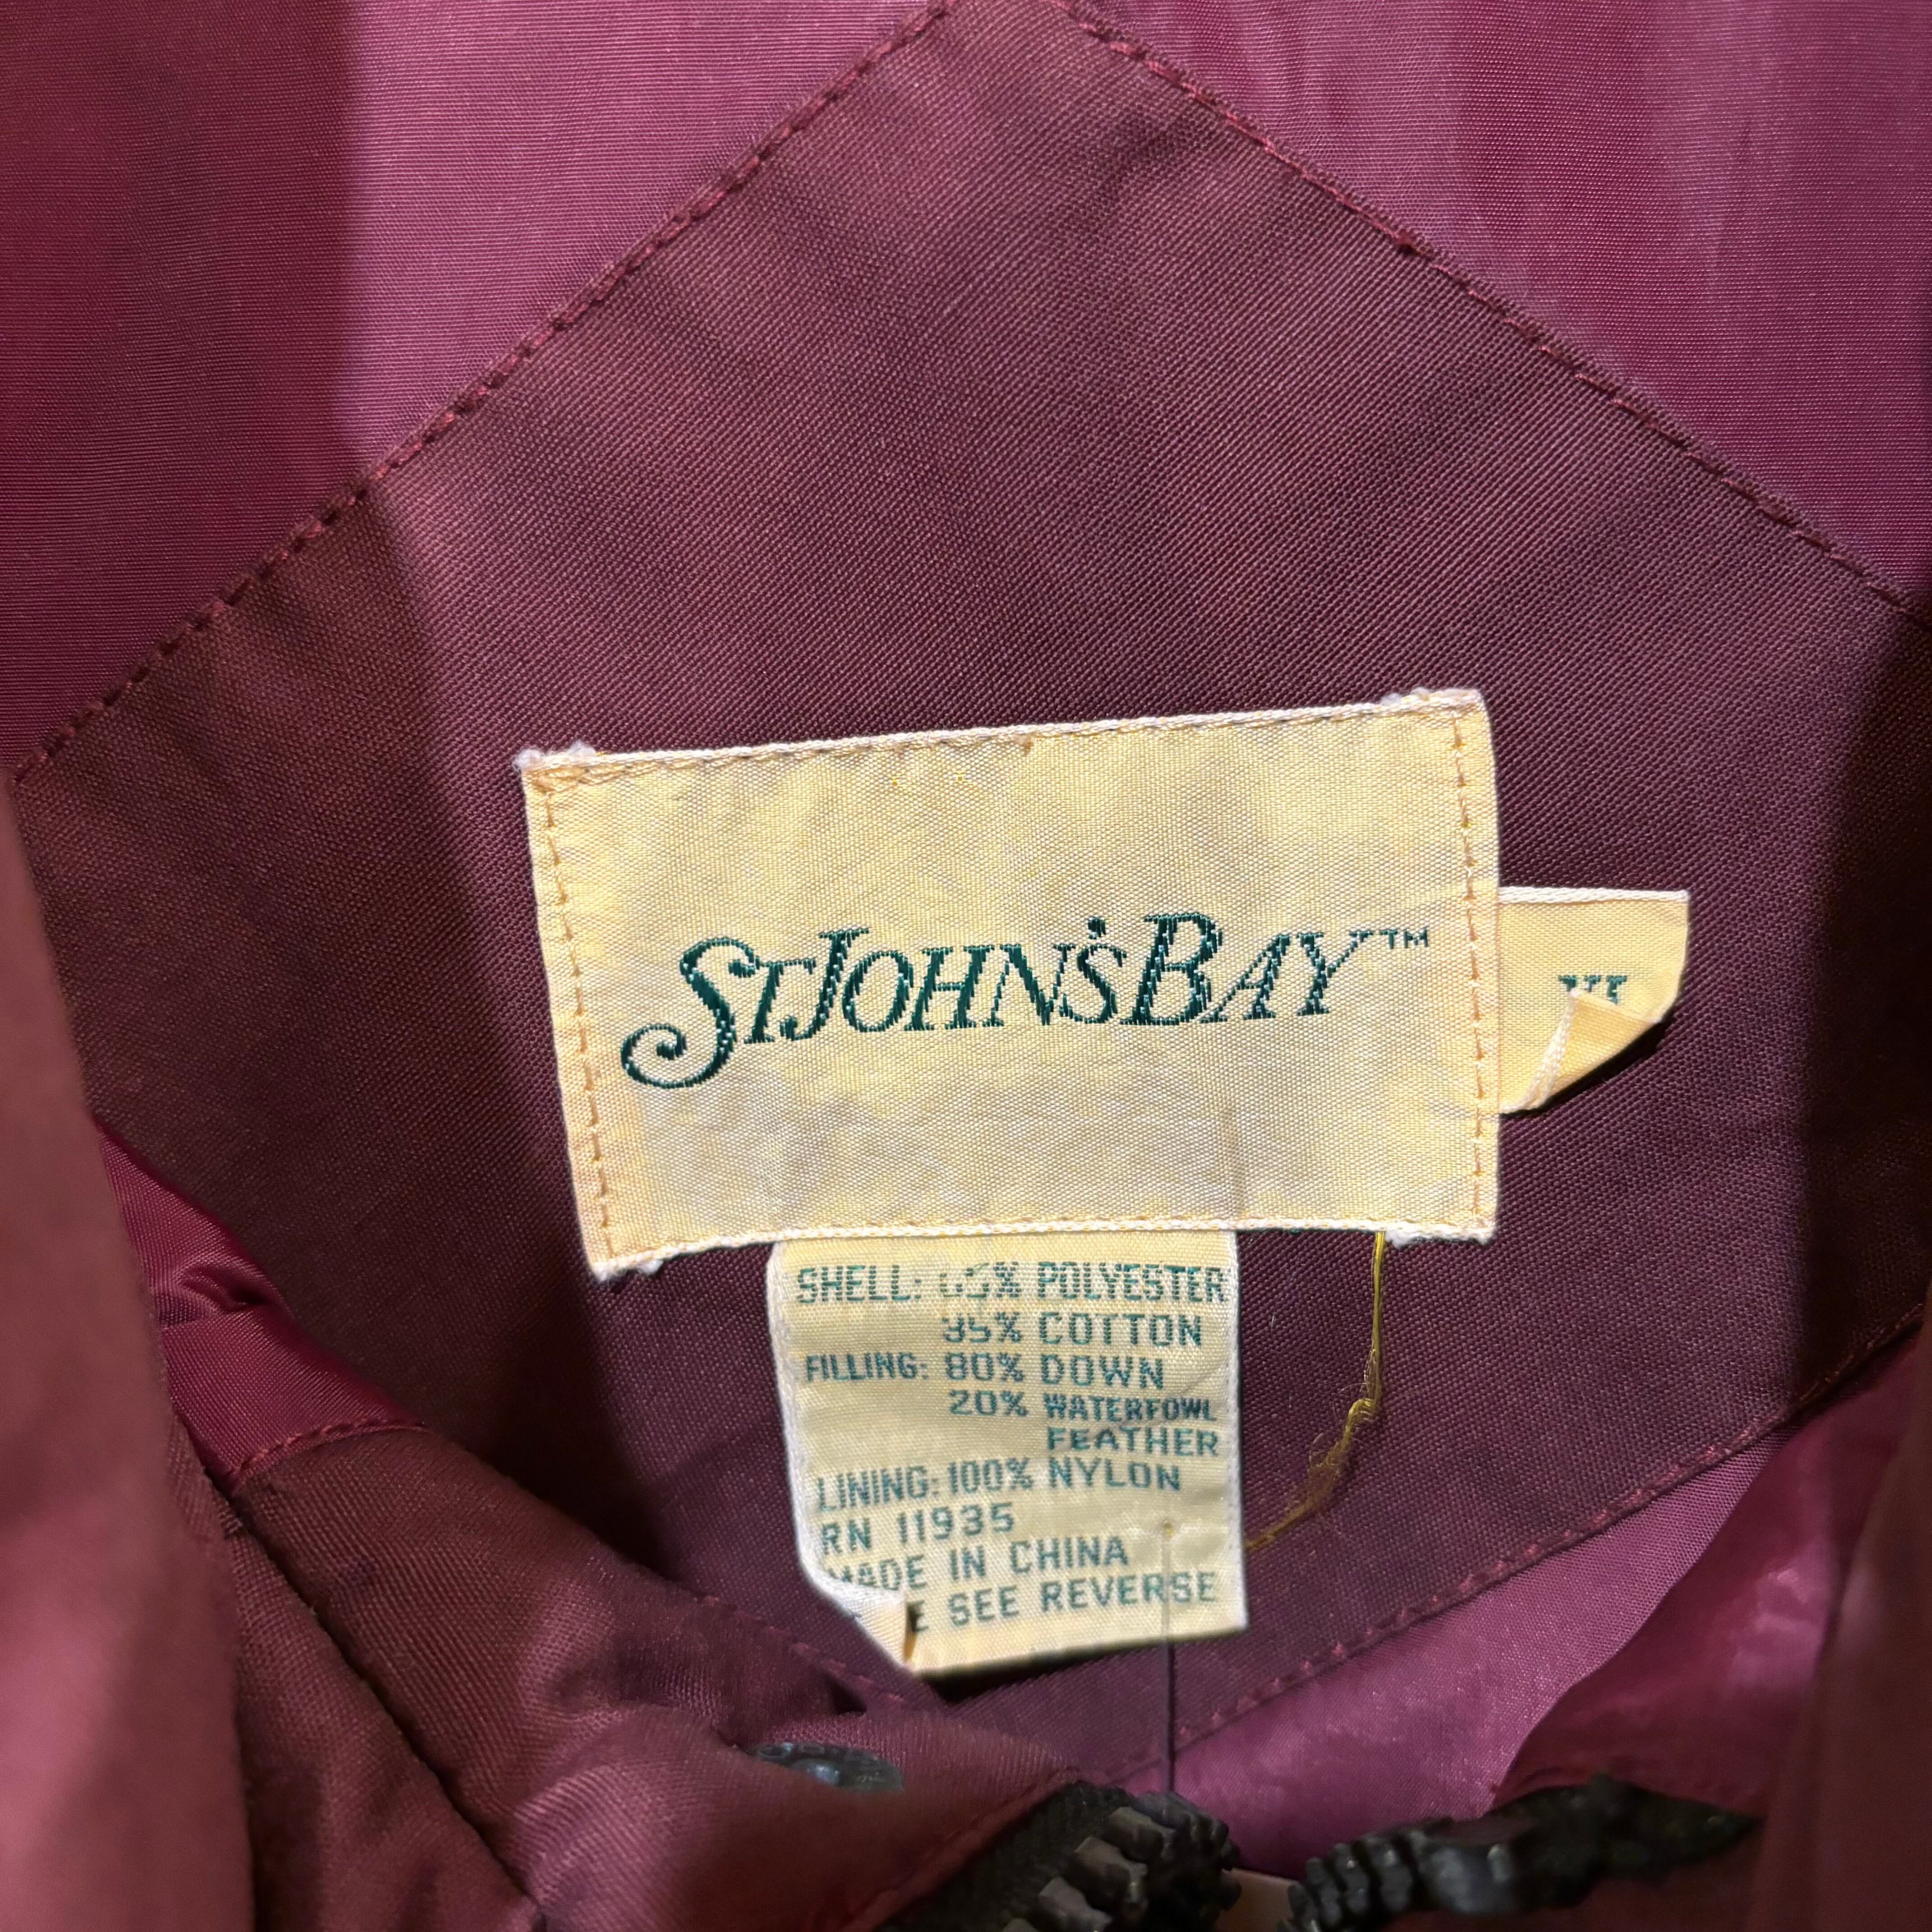 ST.JOHN'S BAY™
SHELL: 65% POLYESTER
35% COTTON
FILLING: 80% DOWN
20% WATERFOWL
FEATHER
LINING: 100% NYLON
RN 11935
MADE IN CHINA
SEE REVERSE